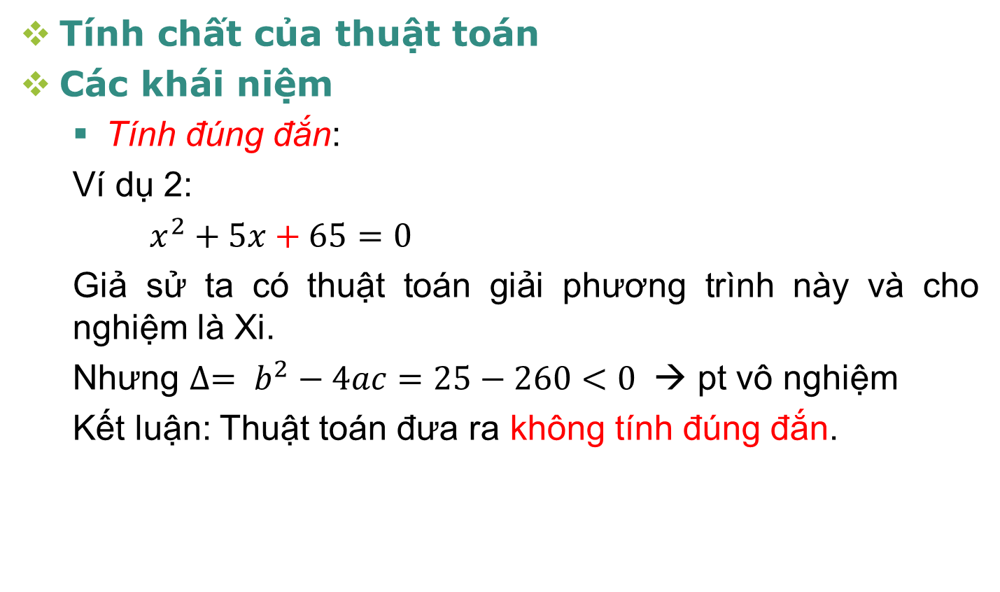 Tính chất của thuật toán
Các khái niệm
Tính đúng đắn:
Ví dụ 2:
x² + 5x + 65 = 0
Giả sử ta có thuật toán giải phương trình này và cho
nghiệm là Xi.
Nhưng Δ= b² − 4ac = 25 − 260 < 0 → pt vô nghiệm
Kết luận: Thuật toán đưa ra không tính đúng đắn.